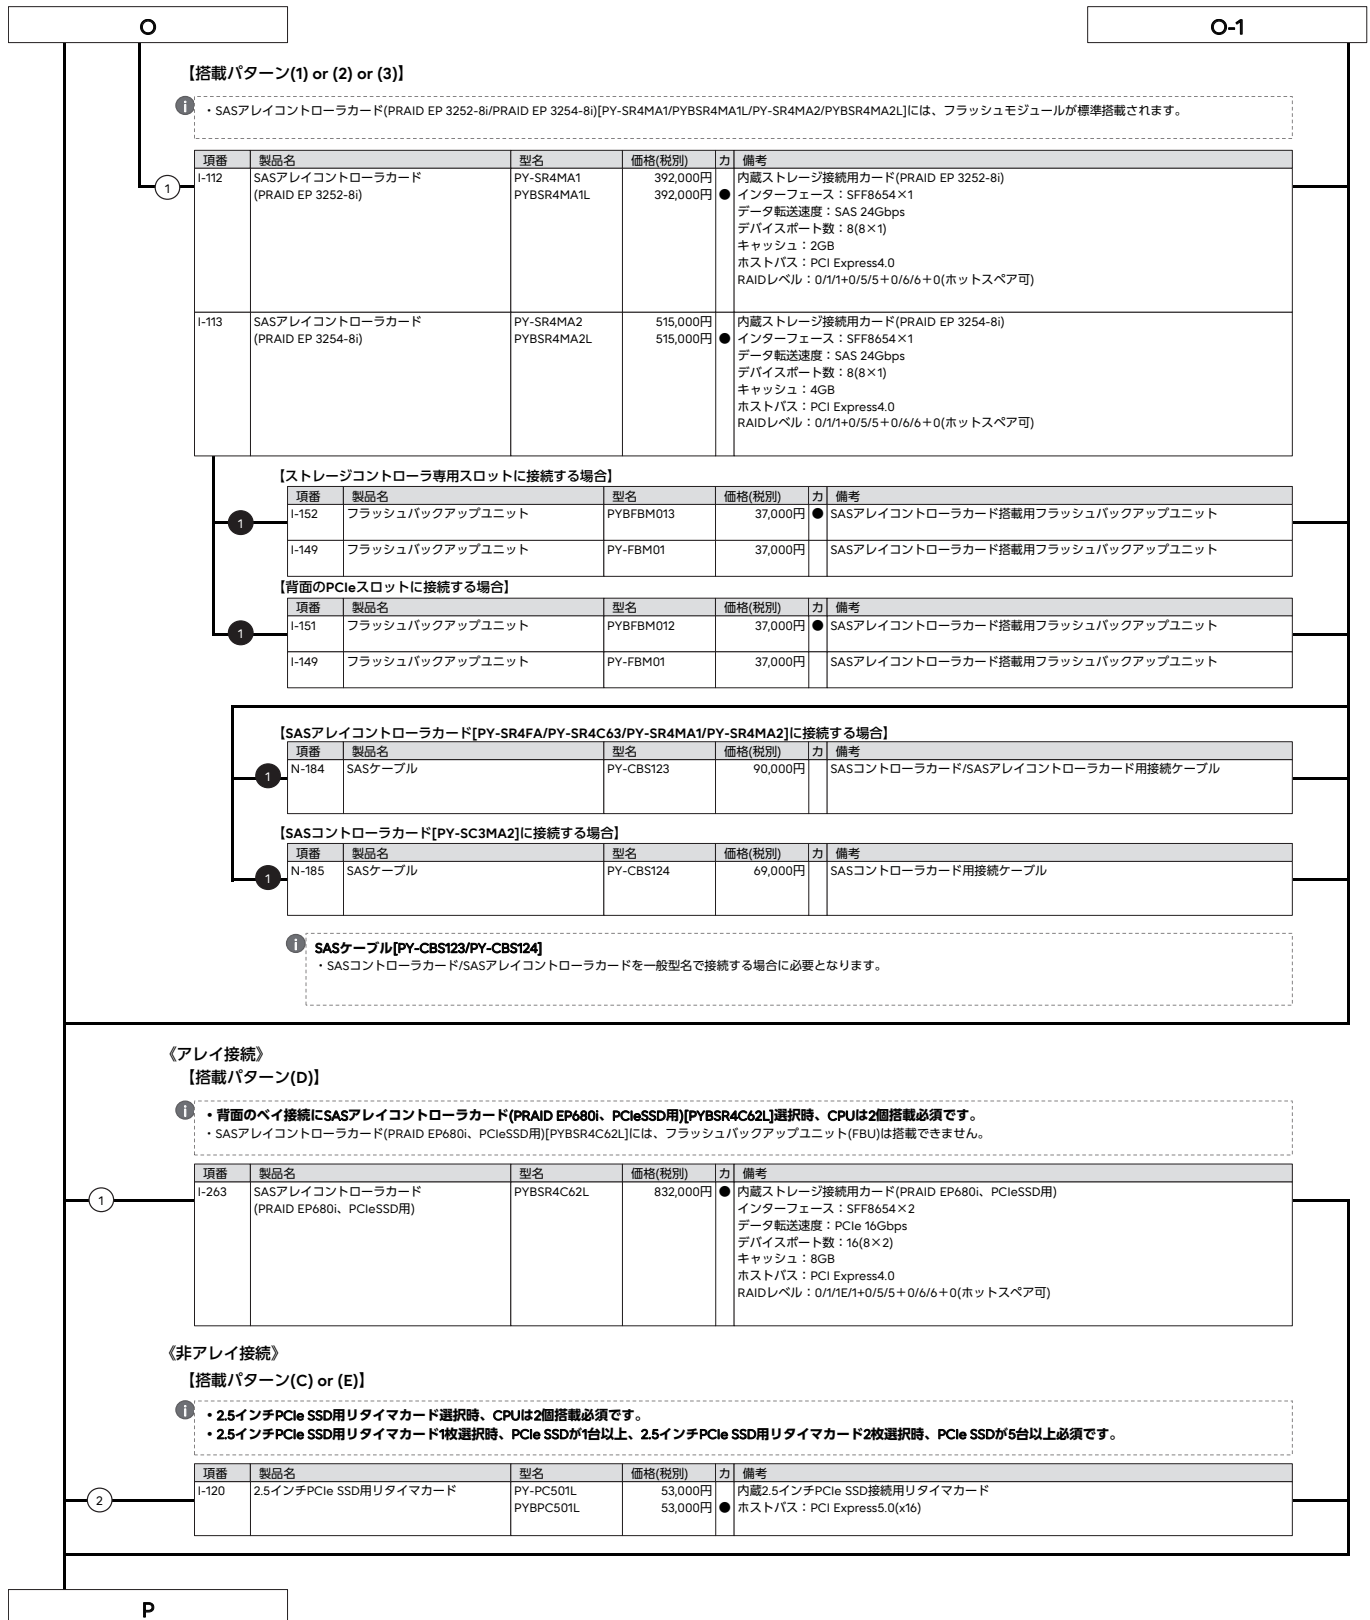 O
O-1
【搭載パターン(1) or (2) or (3)】
・SASアレイコントローラカード(PRAID EP 3252-8i/PRAID EP 3254-8i)[PY-SR4MA1/PYBSR4MA1L/PY-SR4MA2/PYBSR4MA2L]には、フラッシュモジュールが標準搭載されます。
項番 製品名 型名 価格(税別) カ 備考
1 I-112 SASアレイコントローラカード PY-SR4MA1 392,000円 内蔵ストレージ接続用カード(PRAID EP 3252-8i)
(PRAID EP 3252-8i) PYBSR4MA1L 392,000円 ● インターフェース：SFF8654×1
データ転送速度：SAS 24Gbps
デバイスポート数：8(8×1)
キャッシュ：2GB
ホストバス：PCI Express4.0
RAIDレベル：0/1/1+0/5/5＋0/6/6＋0(ホットスペア可)
I-113 SASアレイコントローラカード PY-SR4MA2 515,000円 内蔵ストレージ接続用カード(PRAID EP 3254-8i)
(PRAID EP 3254-8i) PYBSR4MA2L 515,000円 ● インターフェース：SFF8654×1
データ転送速度：SAS 24Gbps
デバイスポート数：8(8×1)
キャッシュ：4GB
ホストバス：PCI Express4.0
RAIDレベル：0/1/1+0/5/5＋0/6/6＋0(ホットスペア可)
【ストレージコントローラ専用スロットに接続する場合】
項番 製品名 型名 価格(税別) カ 備考
1 I-152 フラッシュバックアップユニット PYBFBM013 37,000円 ● SASアレイコントローラカード搭載用フラッシュバックアップユニット
I-149 フラッシュバックアップユニット PY-FBM01 37,000円 SASアレイコントローラカード搭載用フラッシュバックアップユニット
【背面のPCIeスロットに接続する場合】
項番 製品名 型名 価格(税別) カ 備考
1 I-151 フラッシュバックアップユニット PYBFBM012 37,000円 ● SASアレイコントローラカード搭載用フラッシュバックアップユニット
I-149 フラッシュバックアップユニット PY-FBM01 37,000円 SASアレイコントローラカード搭載用フラッシュバックアップユニット
【SASアレイコントローラカード[PY-SR4FA/PY-SR4C63/PY-SR4MA1/PY-SR4MA2]に接続する場合】
項番 製品名 型名 価格(税別) カ 備考
1 N-184 SASケーブル PY-CBS123 90,000円 SASコントローラカード/SASアレイコントローラカード用接続ケーブル
【SASコントローラカード[PY-SC3MA2]に接続する場合】
項番 製品名 型名 価格(税別) カ 備考
1 N-185 SASケーブル PY-CBS124 69,000円 SASコントローラカード用接続ケーブル
SASケーブル[PY-CBS123/PY-CBS124]
・SASコントローラカード/SASアレイコントローラカードを一般型名で接続する場合に必要となります。
《アレイ接続》
【搭載パターン(D)】
・背面のベイ接続にSASアレイコントローラカード(PRAID EP680i、PCIeSSD用)[PYBSR4C62L]選択時、CPUは2個搭載必須です。
・SASアレイコントローラカード(PRAID EP680i、PCIeSSD用)[PYBSR4C62L]には、フラッシュバックアップユニット(FBU)は搭載できません。
項番 製品名 型名 価格(税別) カ 備考
1 I-263 SASアレイコントローラカード PYBSR4C62L 832,000円 ● 内蔵ストレージ接続用カード(PRAID EP680i、PCIeSSD用)
(PRAID EP680i、PCIeSSD用) インターフェース：SFF8654×2
データ転送速度：PCIe 16Gbps
デバイスポート数：16(8×2)
キャッシュ：8GB
ホストバス：PCI Express4.0
RAIDレベル：0/1/1E/1+0/5/5＋0/6/6＋0(ホットスペア可)
《非アレイ接続》
【搭載パターン(C) or (E)】
・2.5インチPCIe SSD用リタイマカード選択時、CPUは2個搭載必須です。
・2.5インチPCIe SSD用リタイマカード1枚選択時、PCIe SSDが1台以上、2.5インチPCIe SSD用リタイマカード2枚選択時、PCIe SSDが5台以上必須です。
項番 製品名 型名 価格(税別) カ 備考
2 I-120 2.5インチPCIe SSD用リタイマカード PY-PC501L 53,000円 内蔵2.5インチPCIe SSD接続用リタイマカード
PYBPC501L 53,000円 ● ホストバス：PCI Express5.0(x16)
P